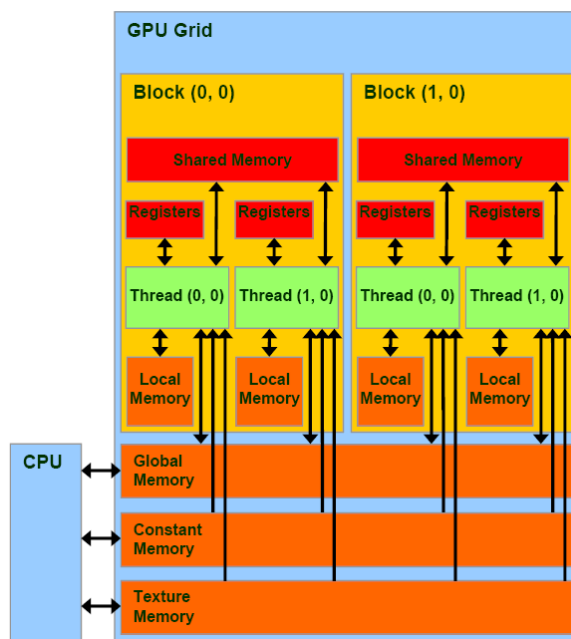 GPU Grid
Block (0, 0)
Block (1, 0)
Shared Memory
Shared Memory
Registers
Registers
Registers
Registers
Thread (0, 0)
Thread (1, 0)
Thread (0, 0)
Thread (1, 0)
Local
Memory
Local
Memory
Local
Memory
Local
Memory
CPU
Global
Memory
Constant
Memory
Texture
Memory